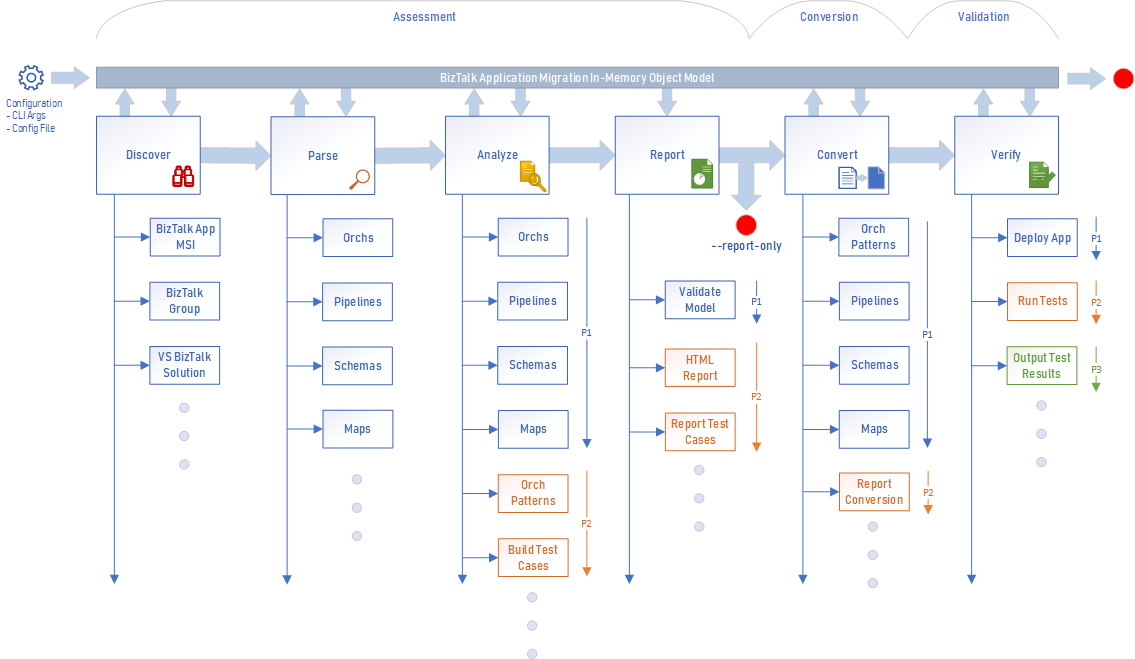 Assessment
Conversion
Validation
BizTalk Application Migration In-Memory Object Model
Configuration
- CLI Args
- Config File
Discover
Parse
Analyze
Report
Convert
Verify
BizTalk App
MSI
BizTalk
Group
VS BizTalk
Solution
Orchs
Pipelines
Schemas
Maps
Orchs
Pipelines
Schemas
Maps
P1
Orch
Patterns
Build Test
Cases
P2
--report-only
Validate
Model
P1
HTML
Report
Report Test
Cases
P2
Orch
Patterns
Pipelines
Schemas
Maps
P1
Report
Conversion
P2
Deploy App
P1
Run Tests
P2
Output Test
Results
P3